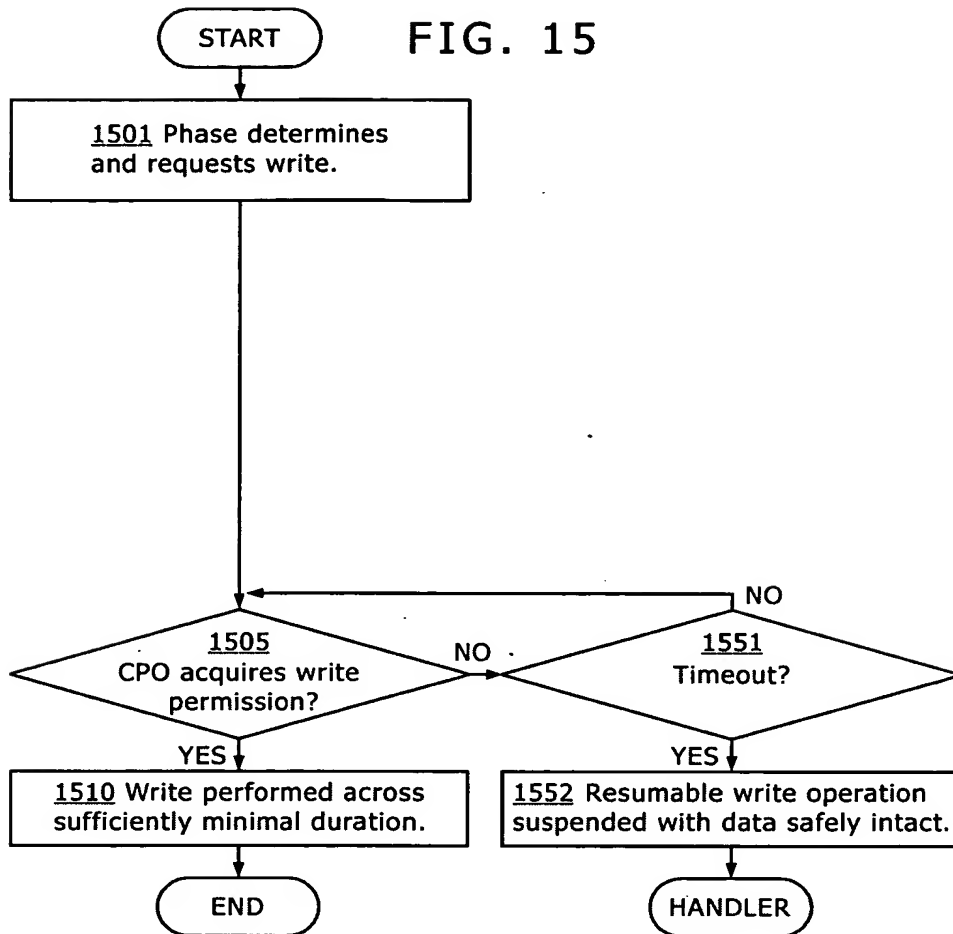 START
FIG. 15
1501 Phase determines
and requests write.
NO
1505
CPO acquires write
permission?
NO
1551
Timeout?
YES
YES
1510 Write performed across
sufficiently minimal duration.
1552 Resumable write operation
suspended with data safely intact.
END
HANDLER